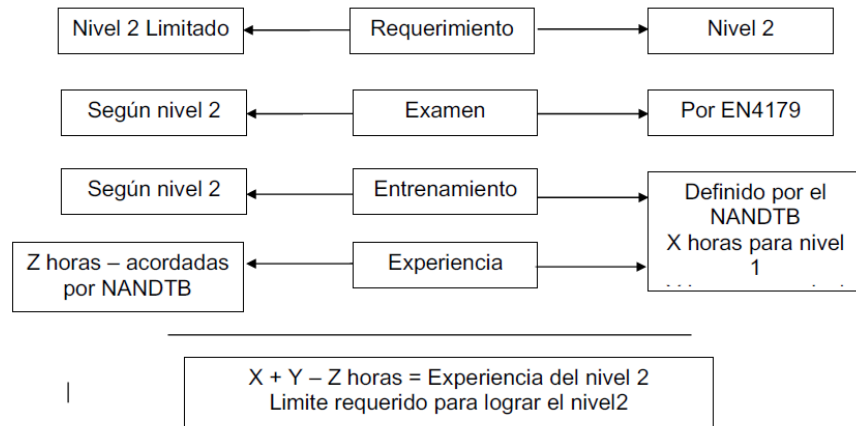 Nivel 2 Limitado
Requerimiento
Nivel 2
Según nivel 2
Examen
Por EN4179
Según nivel 2
Entrenamiento
Definido por el
NANDTB
X horas para nivel
1
Z horas – acordadas
por NANDTB
Experiencia
X + Y – Z horas = Experiencia del nivel 2
Limite requerido para lograr el nivel2